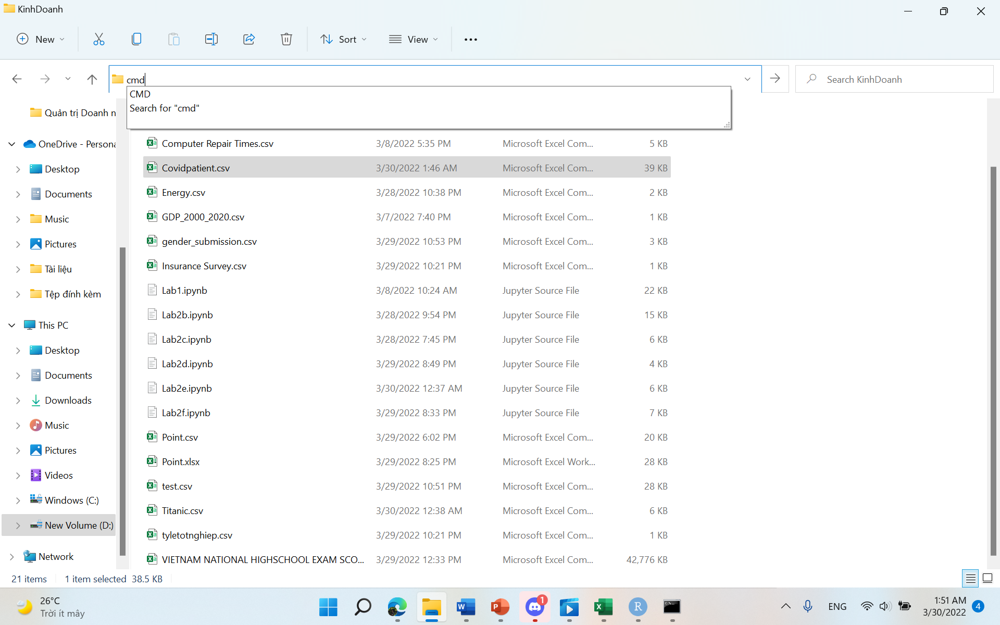 KinhDoanh
New
Sort
View
cmd
Search KinhDoanh
CMD
Search for "cmd"
Quản trị Doanh n
OneDrive - Persona
Desktop
Documents
Music
Pictures
Tài liệu
Tệp đính kèm
This PC
Desktop
Documents
Downloads
Music
Pictures
Videos
Windows (C:)
New Volume (D:)
Network
Computer Repair Times.csv 3/8/2022 5:35 PM Microsoft Excel Com... 5 KB
Covidpatient.csv 3/30/2022 1:46 AM Microsoft Excel Com... 39 KB
Energy.csv 3/28/2022 10:38 PM Microsoft Excel Com... 2 KB
GDP_2000_2020.csv 3/7/2022 7:40 PM Microsoft Excel Com... 1 KB
gender_submission.csv 3/29/2022 10:53 PM Microsoft Excel Com... 3 KB
Insurance Survey.csv 3/29/2022 10:21 PM Microsoft Excel Com... 1 KB
Lab1.ipynb 3/8/2022 10:24 AM Jupyter Source File 22 KB
Lab2b.ipynb 3/28/2022 9:54 PM Jupyter Source File 15 KB
Lab2c.ipynb 3/28/2022 7:45 PM Jupyter Source File 6 KB
Lab2d.ipynb 3/29/2022 8:49 PM Jupyter Source File 4 KB
Lab2e.ipynb 3/30/2022 12:37 AM Jupyter Source File 6 KB
Lab2f.ipynb 3/29/2022 8:33 PM Jupyter Source File 7 KB
Point.csv 3/29/2022 6:02 PM Microsoft Excel Com... 20 KB
Point.xlsx 3/29/2022 8:25 PM Microsoft Excel Work... 28 KB
test.csv 3/29/2022 10:51 PM Microsoft Excel Com... 28 KB
Titanic.csv 3/30/2022 12:38 AM Microsoft Excel Com... 6 KB
tyletotnghiep.csv 3/29/2022 10:21 PM Microsoft Excel Com... 1 KB
VIETNAM NATIONAL HIGHSCHOOL EXAM SCO... 3/29/2022 12:33 PM Microsoft Excel Com... 42,776 KB
21 items 1 item selected 38.5 KB
26°C
Trời ít mây
1
ENG
1:51 AM
3/30/2022
4